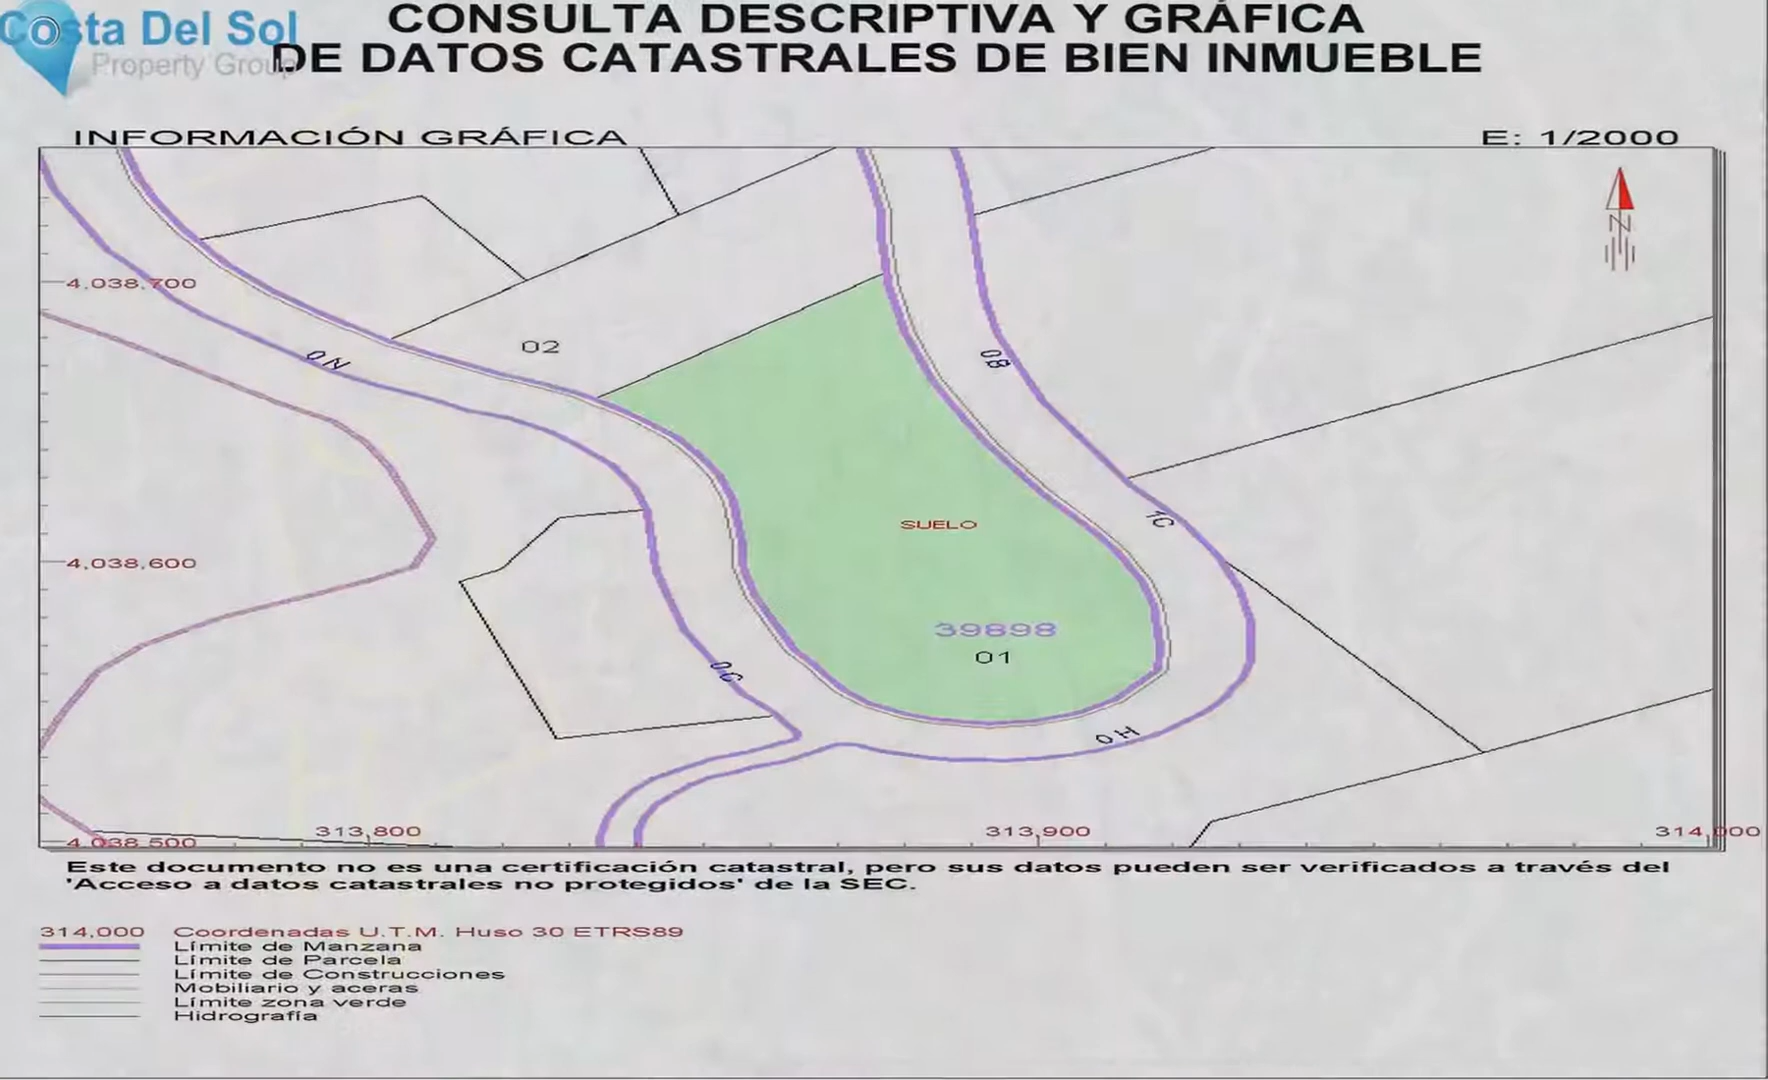 Costa Del Sol
Property Group
CONSULTA DESCRIPTIVA Y GRÁFICA
DE DATOS CATASTRALES DE BIEN INMUEBLE
INFORMACIÓN GRÁFICA
E: 1/2000
N
4,038,700
02
0 N
0B
1C
SUELO
4,038,600
39898
01
0C
0 H
313,800
313,900
314,000
4,038,500
Este documento no es una certificación catastral, pero sus datos pueden ser verificados a través del
'Acceso a datos catastrales no protegidos' de la SEC.
314,000 Coordenadas U.T.M. Huso 30 ETRS89
Límite de Manzana
Límite de Parcela
Límite de Construcciones
Mobiliario y aceras
Límite zona verde
Hidrografía